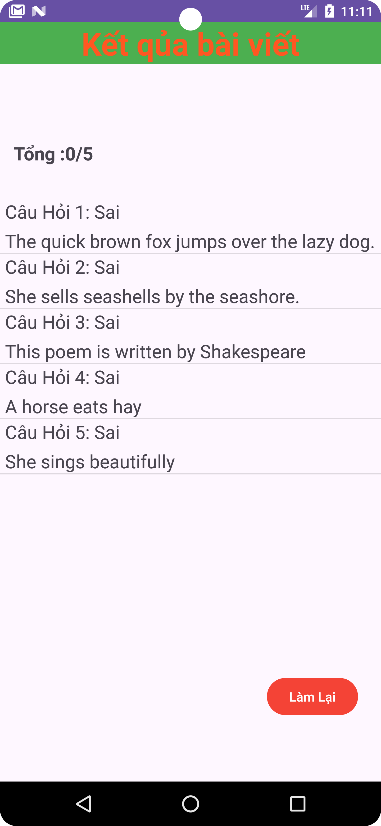 LTE 11:11
Kết qủa bài viết
Tổng :0/5
Câu Hỏi 1: Sai
The quick brown fox jumps over the lazy dog.
Câu Hỏi 2: Sai
She sells seashells by the seashore.
Câu Hỏi 3: Sai
This poem is written by Shakespeare
Câu Hỏi 4: Sai
A horse eats hay
Câu Hỏi 5: Sai
She sings beautifully
Làm Lại